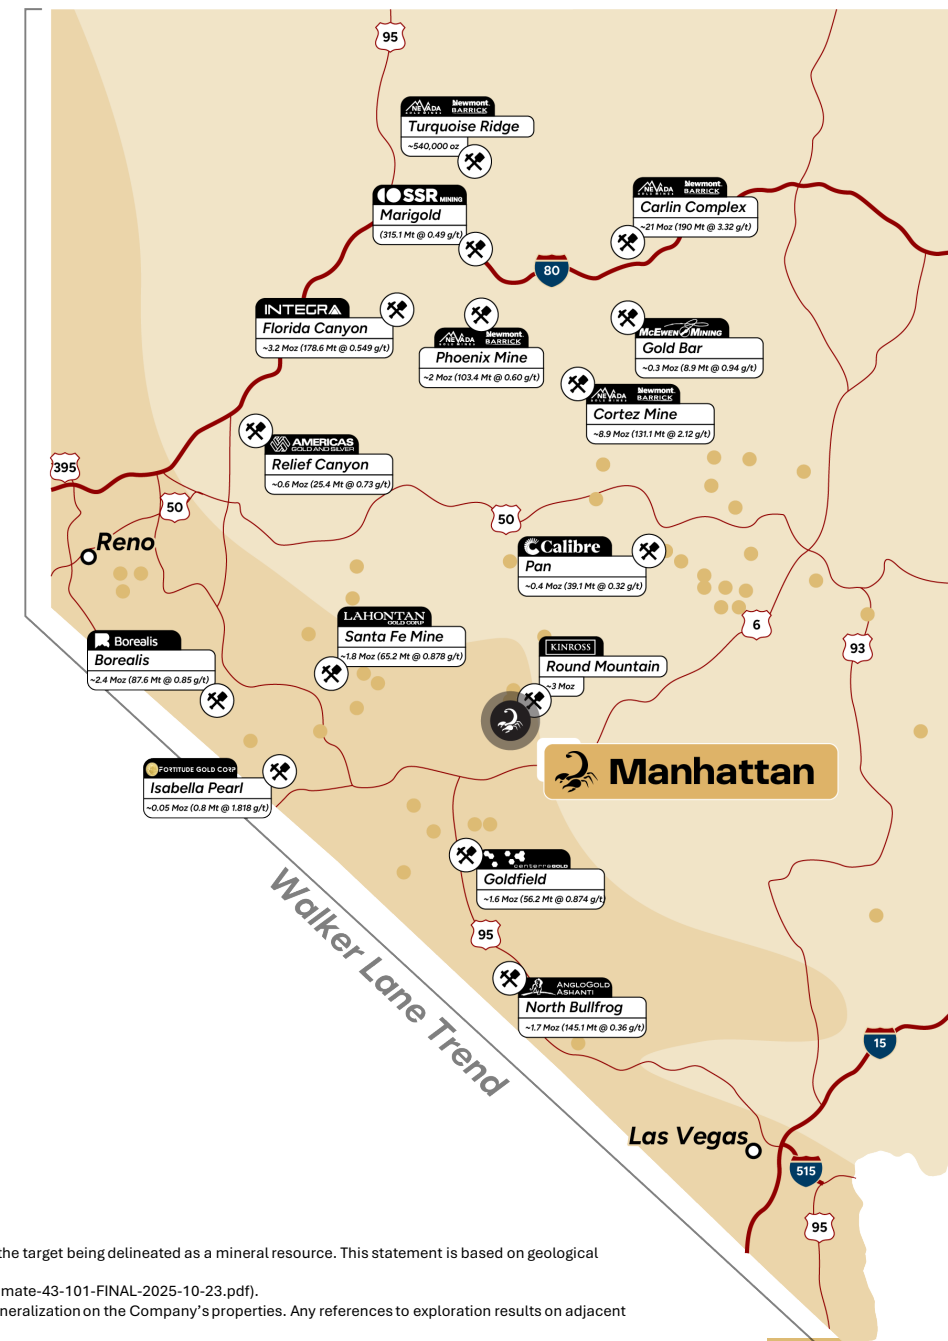 95
NEVADA GOLD MINES Newmont. BARRICK
Turquoise Ridge
~540,000 oz
SSR MINING
Marigold
(315.1 Mt @ 0.49 g/t)
NEVADA GOLD MINES Newmont. BARRICK
Carlin Complex
~21 Moz (190 Mt @ 3.32 g/t)
80
INTEGRA
Florida Canyon
~3.2 Moz (178.6 Mt @ 0.549 g/t)
NEVADA GOLD MINES Newmont. BARRICK
Phoenix Mine
~2 Moz (103.4 Mt @ 0.60 g/t)
McEWEN MINING
Gold Bar
~0.3 Moz (8.9 Mt @ 0.94 g/t)
NEVADA GOLD MINES Newmont. BARRICK
Cortez Mine
~8.9 Moz (131.1 Mt @ 2.12 g/t)
AMERICAS GOLD AND SILVER
Relief Canyon
~0.6 Moz (25.4 Mt @ 0.73 g/t)
395
50
50
Reno
Calibre
Pan
~0.4 Moz (39.1 Mt @ 0.32 g/t)
LAHONTAN GOLD CORP
Santa Fe Mine
~1.8 Moz (65.2 Mt @ 0.878 g/t)
6
93
Borealis
Borealis
~2.4 Moz (87.6 Mt @ 0.85 g/t)
KINROSS
Round Mountain
~3 Moz
Manhattan
FORTITUDE GOLD CORP
Isabella Pearl
~0.05 Moz (0.8 Mt @ 1.818 g/t)
centerraGOLD
Goldfield
~1.6 Moz (56.2 Mt @ 0.874 g/t)
Walker Lane Trend
95
ANGLOGOLD ASHANTI
North Bullfrog
~1.7 Moz (145.1 Mt @ 0.36 g/t)
15
Las Vegas
515
95
the target being delineated as a mineral resource. This statement is based on geological
mate-43-101-FINAL-2025-10-23.pdf).
neralization on the Company's properties. Any references to exploration results on adjacent